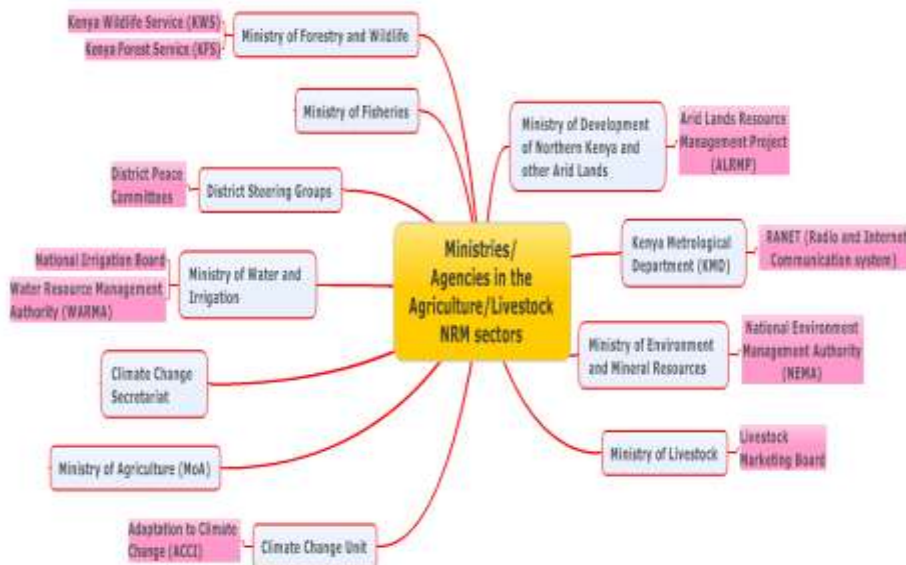 Kenya Wildlife Service (KWS)
Kenya Forest Service (KFS)
Ministry of Forestry and Wildlife
Ministry of Fisheries
District Peace
Committees
District Steering Groups
National Irrigation Board
Water Resource Management
Authority (WARMA)
Ministry of Water and
Irrigation
Climate Change
Secretariat
Ministry of Agriculture (MoA)
Adaptation to Climate
Change (ACCI)
Climate Change Unit
Ministries/
Agencies in the
Agriculture/Livestock
NRM sectors
Ministry of Development
of Northern Kenya and
other Arid Lands
Arid Lands Resource
Management Project
(ALRMP)
Kenya Metrological
Department (KMD)
RANET (Radio and Internet
Communication system)
Ministry of Environment
and Mineral Resources
National Environment
Management Authority
(NEMA)
Ministry of Livestock
Livestock
Marketing Board